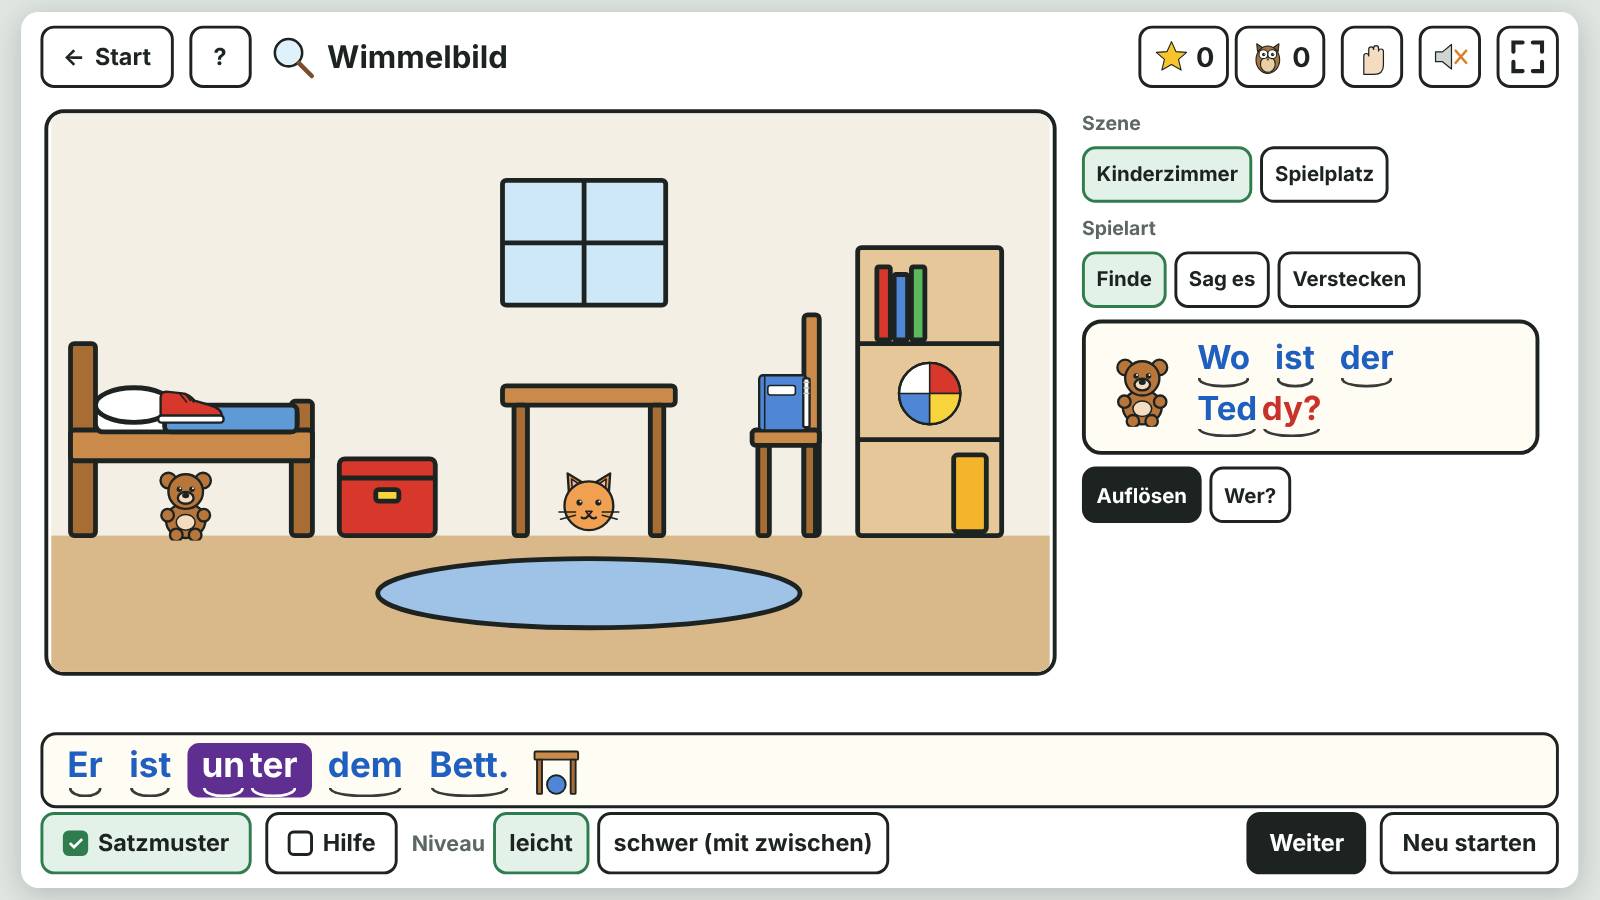 ← Start
?
Wimmelbild
0
0
Szene
Kinderzimmer
Spielplatz
Spielart
Finde
Sag es
Verstecken
Wo ist der
Teddy?
Auflösen
Wer?
Er ist unter dem Bett.
Satzmuster
Hilfe
Niveau
leicht
schwer (mit zwischen)
Weiter
Neu starten